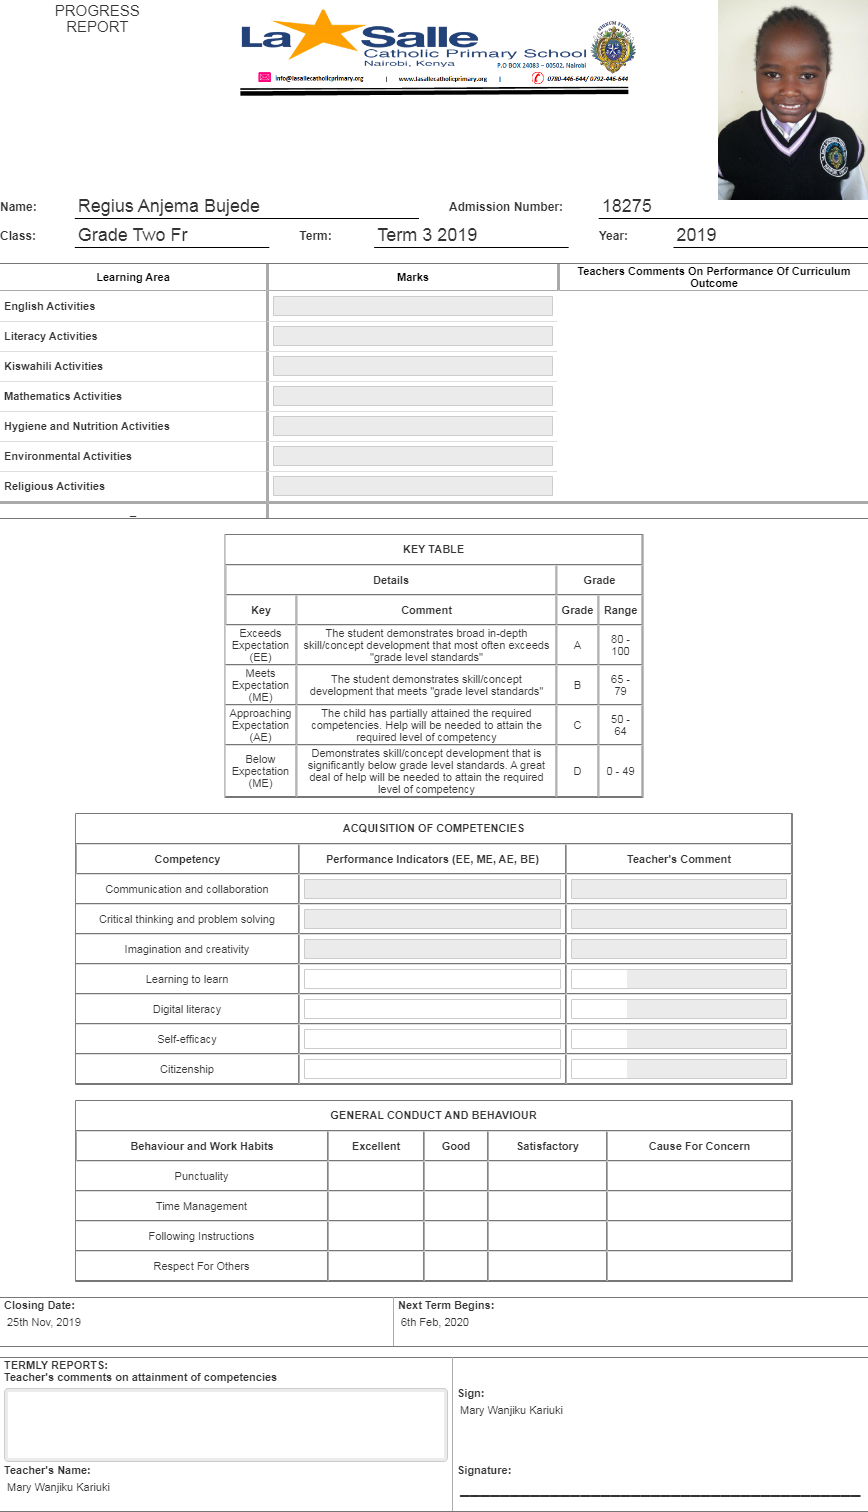 PROGRESS
REPORT
La Salle
Catholic Primary School
Nairobi, Kenya
P.O BOX 24083 – 00502. Nairobi
info@lasallecatholicprimary.org | www.lasallecatholicprimary.org | 0780-446-644/ 0792-446-644
Name: Regius Anjema Bujede Admission Number: 18275
Class: Grade Two Fr Term: Term 3 2019 Year: 2019
Learning Area Marks Teachers Comments On Performance Of Curriculum
Outcome
English Activities
Literacy Activities
Kiswahili Activities
Mathematics Activities
Hygiene and Nutrition Activities
Environmental Activities
Religious Activities
KEY TABLE
Details Grade
Key Comment Grade Range
Exceeds
Expectation
(EE)
The student demonstrates broad in-depth
skill/concept development that most often exceeds
"grade level standards"
A
80 -
100
Meets
Expectation
(ME)
The student demonstrates skill/concept
development that meets "grade level standards"
B
65 -
79
Approaching
Expectation
(AE)
The child has partially attained the required
competencies. Help will be needed to attain the
required level of competency
C
50 -
64
Below
Expectation
(ME)
Demonstrates skill/concept development that is
significantly below grade level standards. A great
deal of help will be needed to attain the required
level of competency
D
0 - 49
ACQUISITION OF COMPETENCIES
Competency Performance Indicators (EE, ME, AE, BE) Teacher's Comment
Communication and collaboration
Critical thinking and problem solving
Imagination and creativity
Learning to learn
Digital literacy
Self-efficacy
Citizenship
GENERAL CONDUCT AND BEHAVIOUR
Behaviour and Work Habits Excellent Good Satisfactory Cause For Concern
Punctuality
Time Management
Following Instructions
Respect For Others
Closing Date: Next Term Begins:
25th Nov, 2019 6th Feb, 2020
TERMLY REPORTS:
Teacher's comments on attainment of competencies
Sign:
Mary Wanjiku Kariuki
Teacher's Name: Signature:
Mary Wanjiku Kariuki